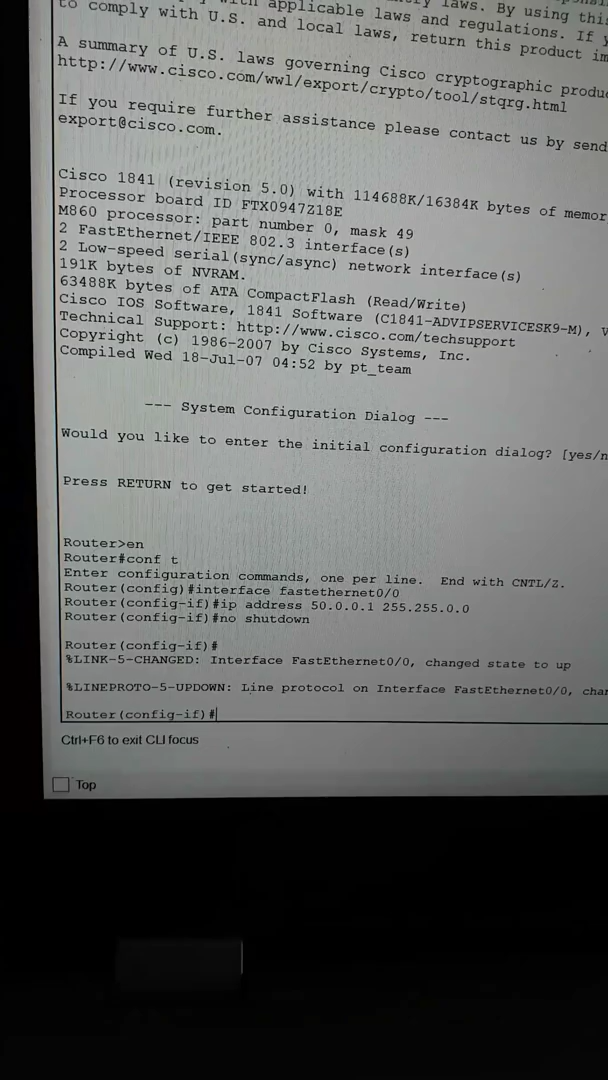 applicable laws and regulations. If
to comply with U.S. and local laws, return this product im
A summary of U.S. laws governing Cisco cryptographic produc
http://www.cisco.com/wwl/export/crypto/tool/stqrg.html
If you require further assistance please contact us by send
export@cisco.com.
Cisco 1841 (revision 5.0) with 114688K/16384K bytes of memor
Processor board ID FTX0947Z18E
M860 processor: part number 0, mask 49
2 FastEthernet/IEEE 802.3 interface(s)
2 Low-speed serial(sync/async) network interface(s)
191K bytes of NVRAM.
63488K bytes of ATA CompactFlash (Read/Write)
Cisco IOS Software, 1841 Software (C1841-ADVIPSERVICESK9-M), V
Technical Support: http://www.cisco.com/techsupport
Copyright (c) 1986-2007 by Cisco Systems, Inc.
Compiled Wed 18-Jul-07 04:52 by pt_team
--- System Configuration Dialog ---
Would you like to enter the initial configuration dialog? [yes/n
Press RETURN to get started!
Router>en
Router#conf t
Enter configuration commands, one per line. End with CNTL/Z.
Router(config)#interface fastethernet0/0
Router(config-if)#ip address 50.0.0.1 255.255.0.0
Router(config-if)#no shutdown
Router(config-if)#
%LINK-5-CHANGED: Interface FastEthernet0/0, changed state to up
%LINEPROTO-5-UPDOWN: Line protocol on Interface FastEthernet0/0, chan
Router(config-if)#
Ctrl+F6 to exit CLI focus
Top